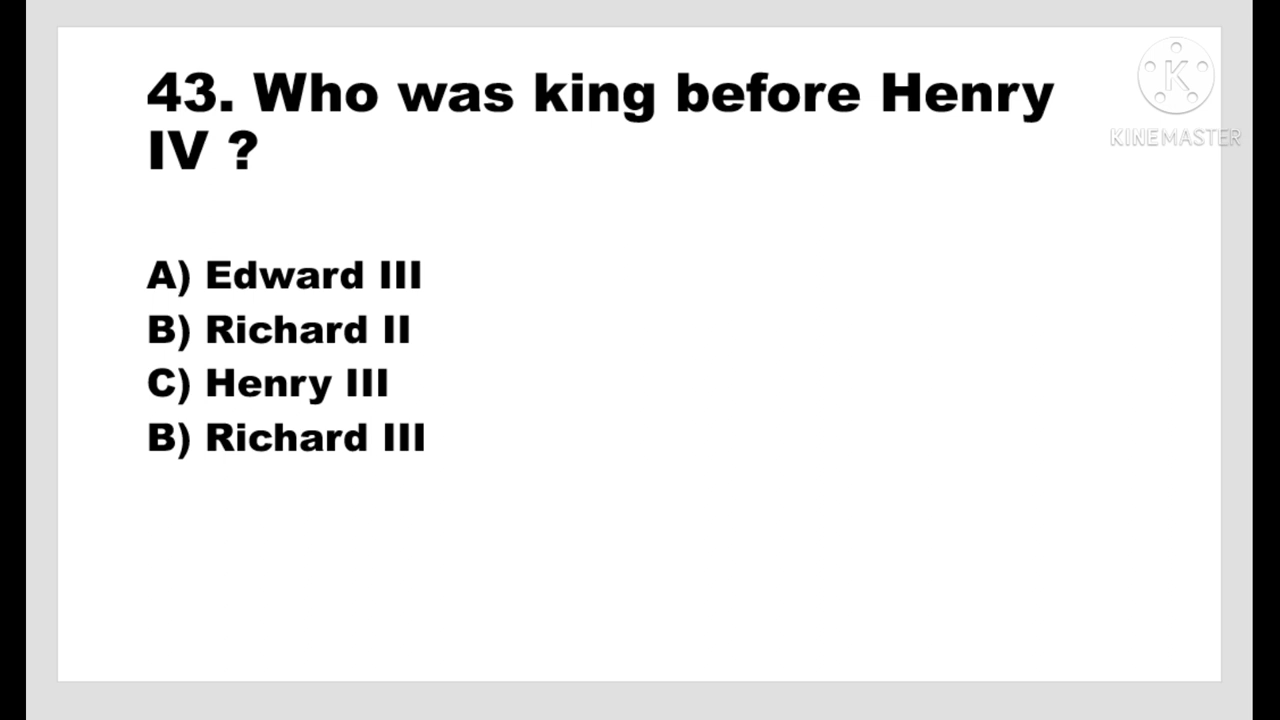 43. Who was king before Henry
IV ?
K
KINEMASTER
A) Edward III
B) Richard II
C) Henry III
B) Richard III